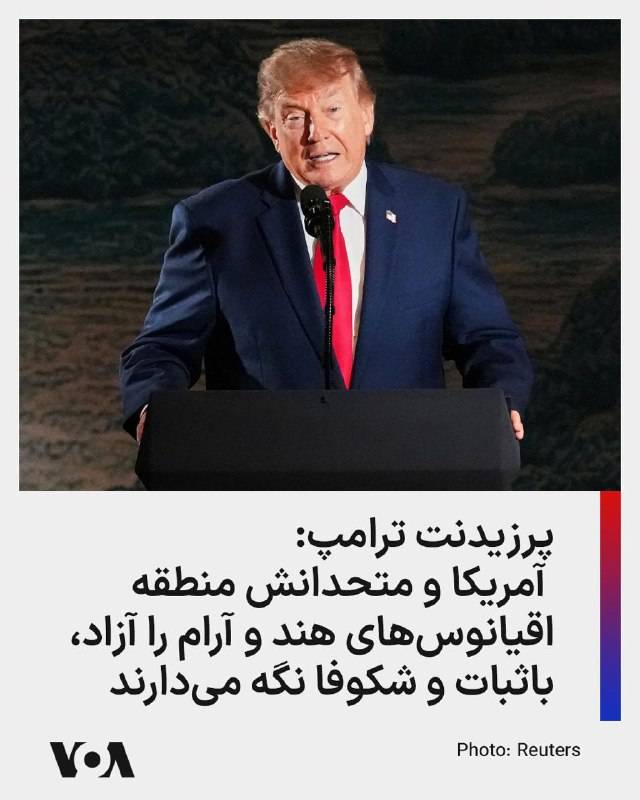 پرزیدنت ترامپ:
آمریکا و متحدانش منطقه
اقیانوس‌های هند و آرام را آزاد،
باثبات و شکوفا نگه می‌دارند
VOA
Photo: Reuters